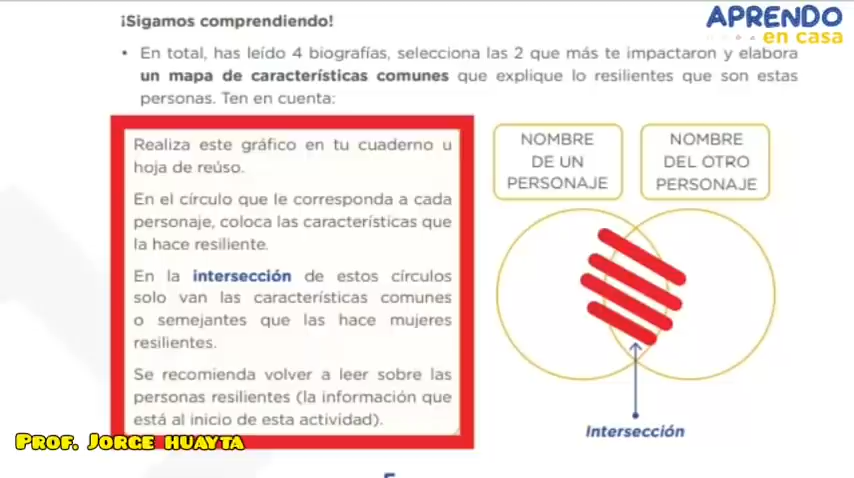 ¡Sigamos comprendiendo!
APRENDO
en casa
• En total, has leído 4 biografías, selecciona las 2 que más te impactaron y elabora
un mapa de características comunes que explique lo resilientes que son estas
personas. Ten en cuenta:
Realiza este gráfico en tu cuaderno u
hoja de reúso.
En el círculo que le corresponda a cada
personaje, coloca las características que
la hace resiliente.
En la intersección de estos círculos
solo van las características comunes
o semejantes que las hace mujeres
resilientes.
Se recomienda volver a leer sobre las
personas resilientes (la información que
está al inicio de esta actividad).
NOMBRE
DE UN
PERSONAJE
NOMBRE
DEL OTRO
PERSONAJE
Intersección
Prof. Jorge huayta